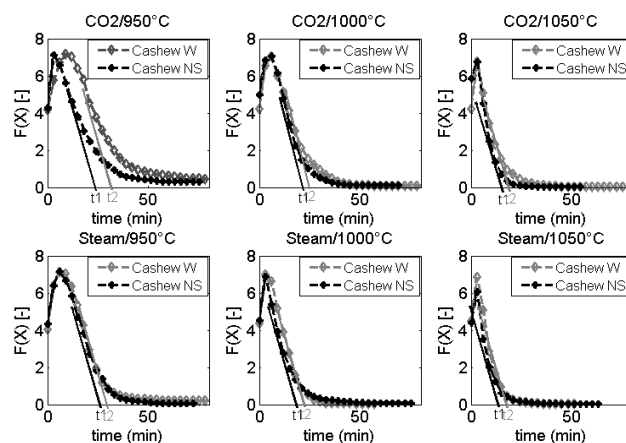 CO2/950°C
CO2/1000°C
CO2/1050°C
8
6
4
2
0
F(X) [-]
Cashew W
Cashew NS
0
50
t1
t2
time (min)
8
6
4
2
0
F(X) [-]
Cashew W
Cashew NS
0
50
t1
t2
time (min)
8
6
4
2
0
F(X) [-]
Cashew W
Cashew NS
0
50
t1
t2
time (min)
Steam/950°C
Steam/1000°C
Steam/1050°C
8
6
4
2
0
F(X) [-]
Cashew W
Cashew NS
0
50
t1
t2
time (min)
8
6
4
2
0
F(X) [-]
Cashew W
Cashew NS
0
50
t1
t2
time (min)
8
6
4
2
0
F(X) [-]
Cashew W
Cashew NS
0
50
t1
t2
time (min)